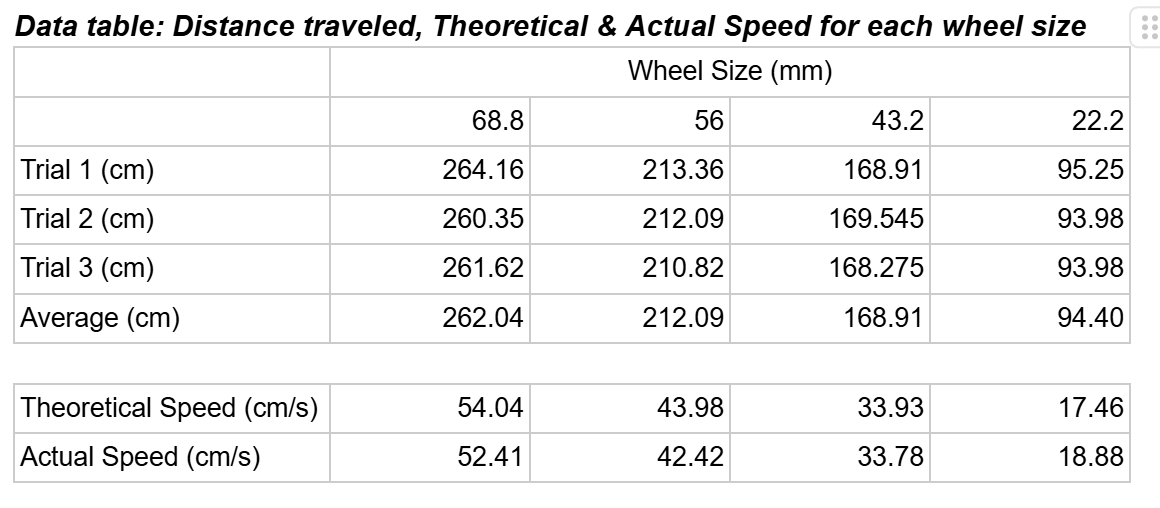 Data table: Distance traveled, Theoretical & Actual Speed for each wheel size
Wheel Size (mm)
68.8 56 43.2 22.2
Trial 1 (cm) 264.16 213.36 168.91 95.25
Trial 2 (cm) 260.35 212.09 169.545 93.98
Trial 3 (cm) 261.62 210.82 168.275 93.98
Average (cm) 262.04 212.09 168.91 94.40
Theoretical Speed (cm/s) 54.04 43.98 33.93 17.46
Actual Speed (cm/s) 52.41 42.42 33.78 18.88